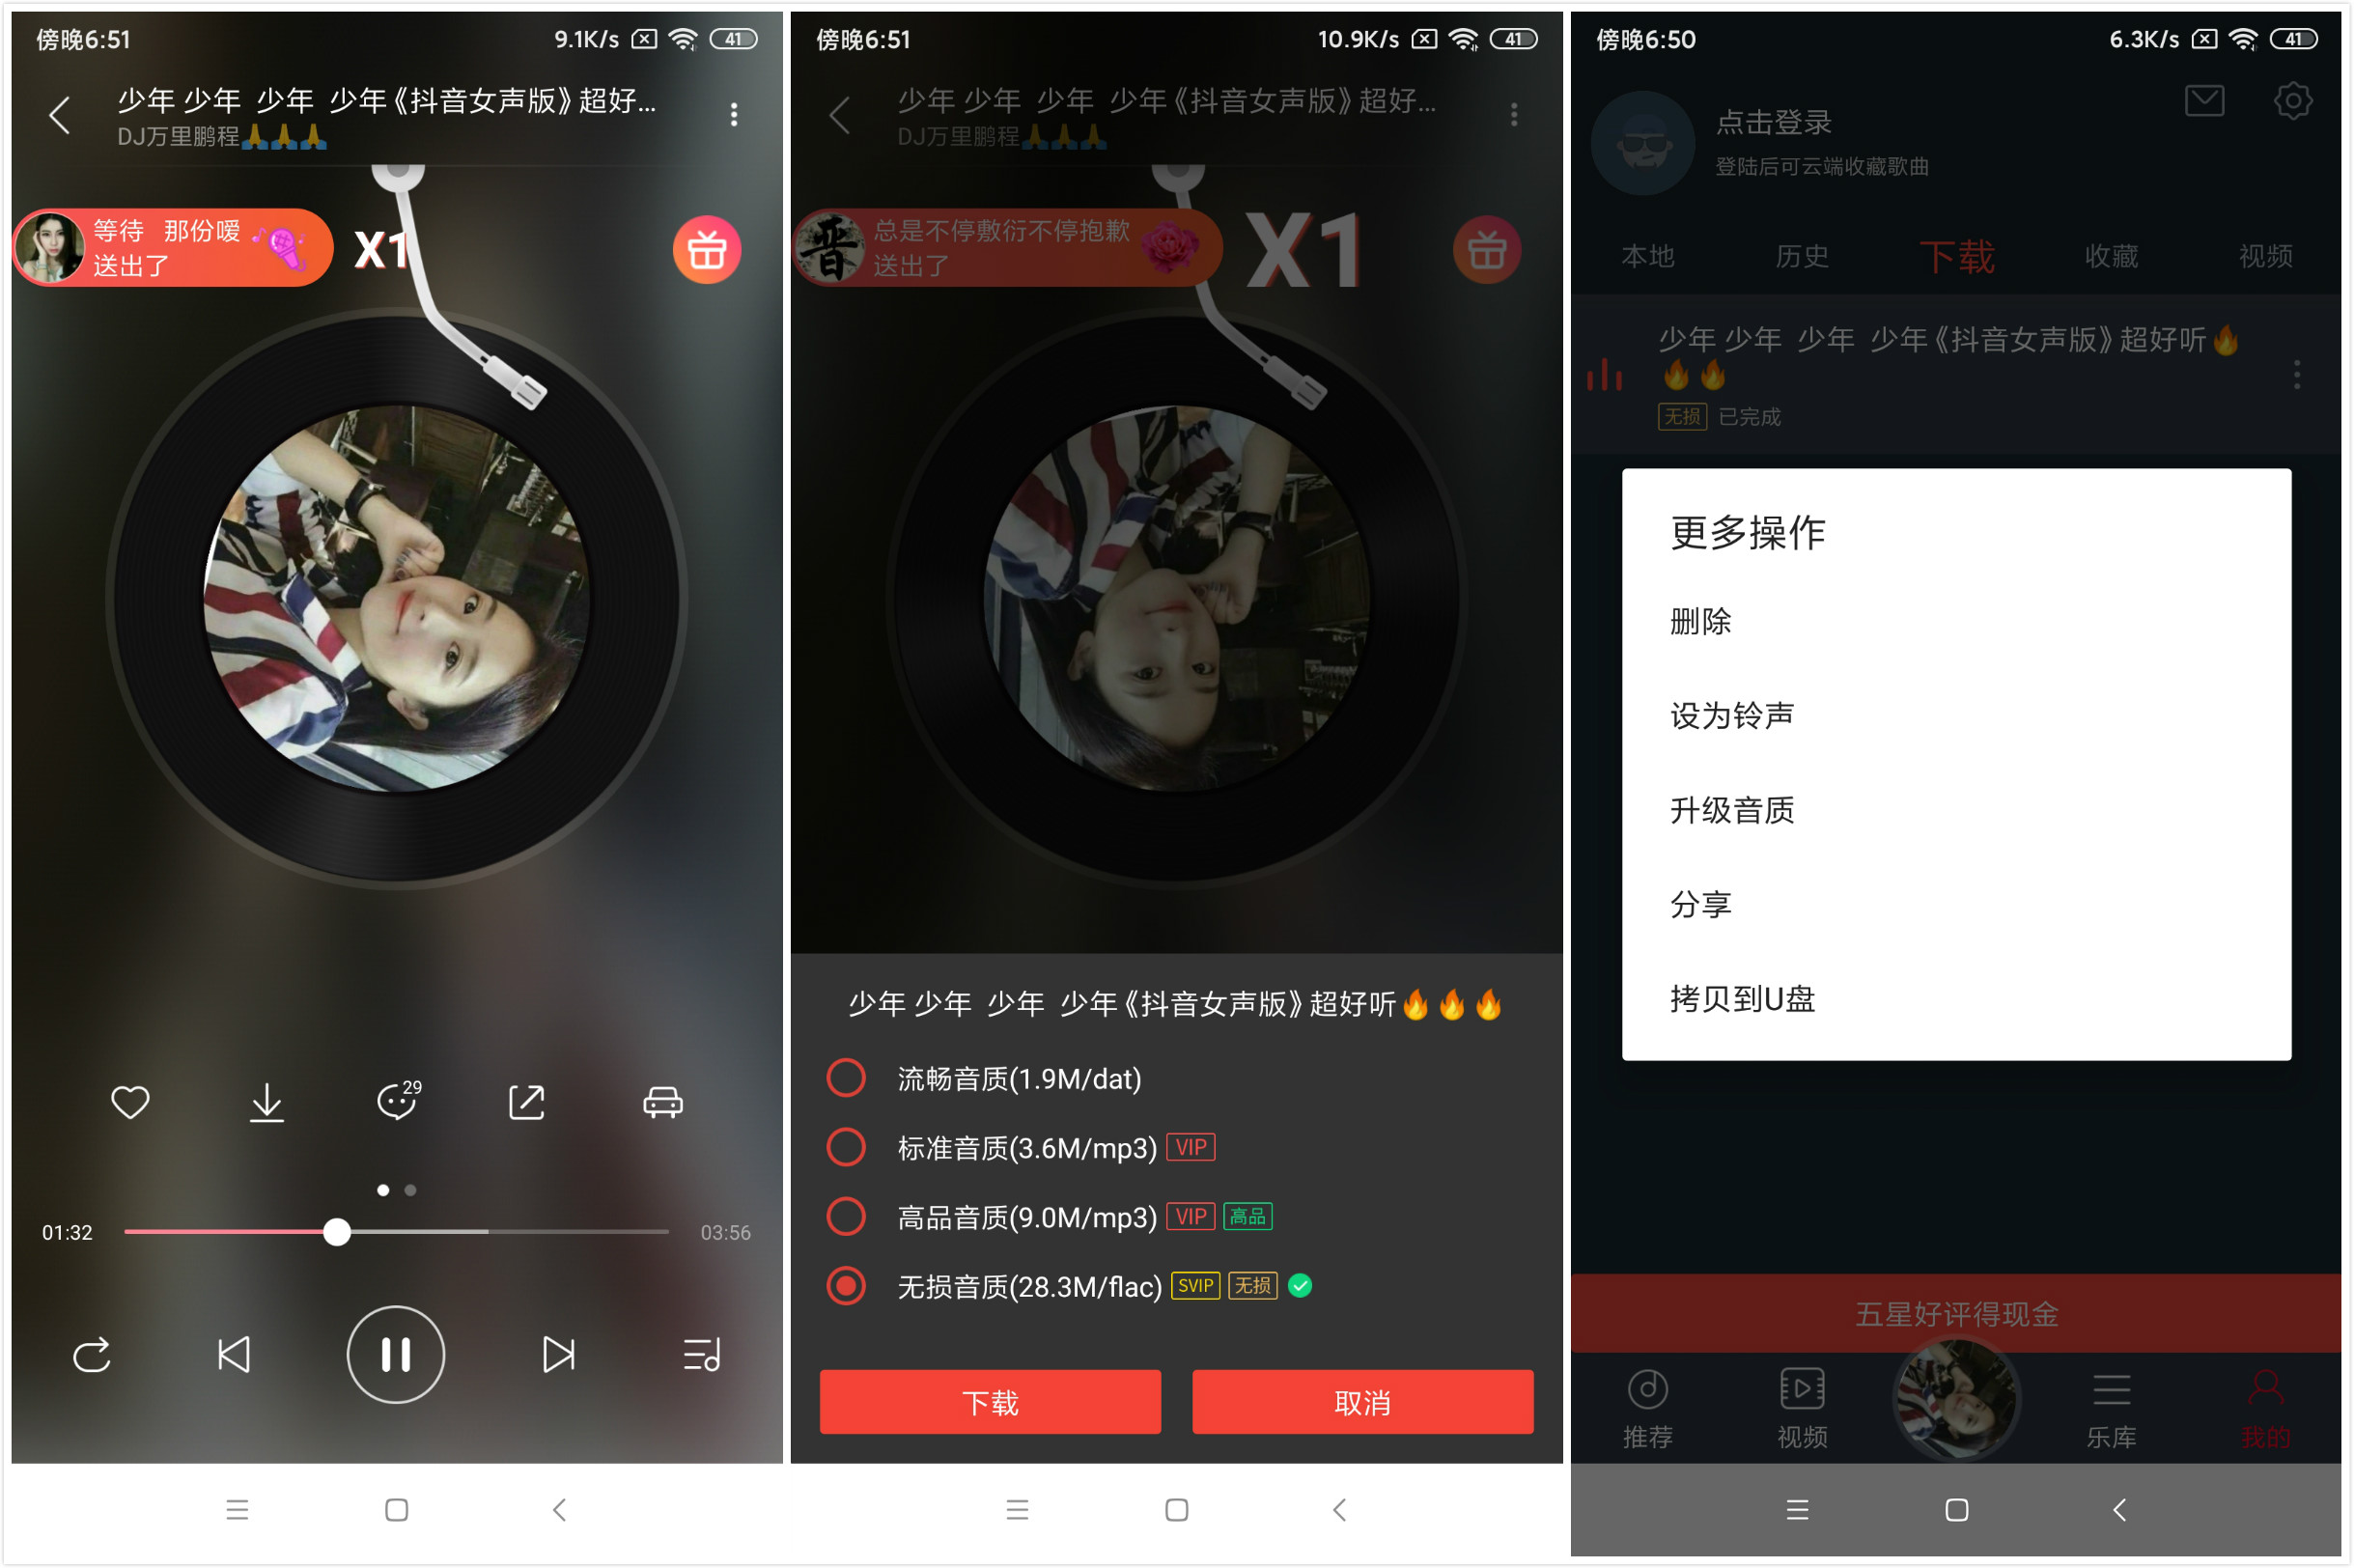 傍晚6:51
9.1K/s
41
少年 少年 少年 少年《抖音女声版》超好...
DJ万里鹏程🙏🙏🙏
等待 那份嗳
送出了
X1
29
01:32
03:56
傍晚6:51
10.9K/s
41
少年 少年 少年 少年《抖音女声版》超好...
DJ万里鹏程🙏🙏🙏
晋
总是不停敷衍不停抱歉
送出了
X1
少年 少年 少年 少年《抖音女声版》超好听🔥🔥🔥
流畅音质(1.9M/dat)
标准音质(3.6M/mp3) VIP
高品音质(9.0M/mp3) VIP 高品
无损音质(28.3M/flac) SVIP 无损
下载
取消
傍晚6:50
6.3K/s
41
点击登录
登陆后可云端收藏歌曲
本地 历史 下载 收藏 视频
少年 少年 少年 少年《抖音女声版》超好听🔥
🔥🔥
无损 已完成
更多操作
删除
设为铃声
升级音质
分享
拷贝到U盘
五星好评得现金
推荐 视频 乐库 我的